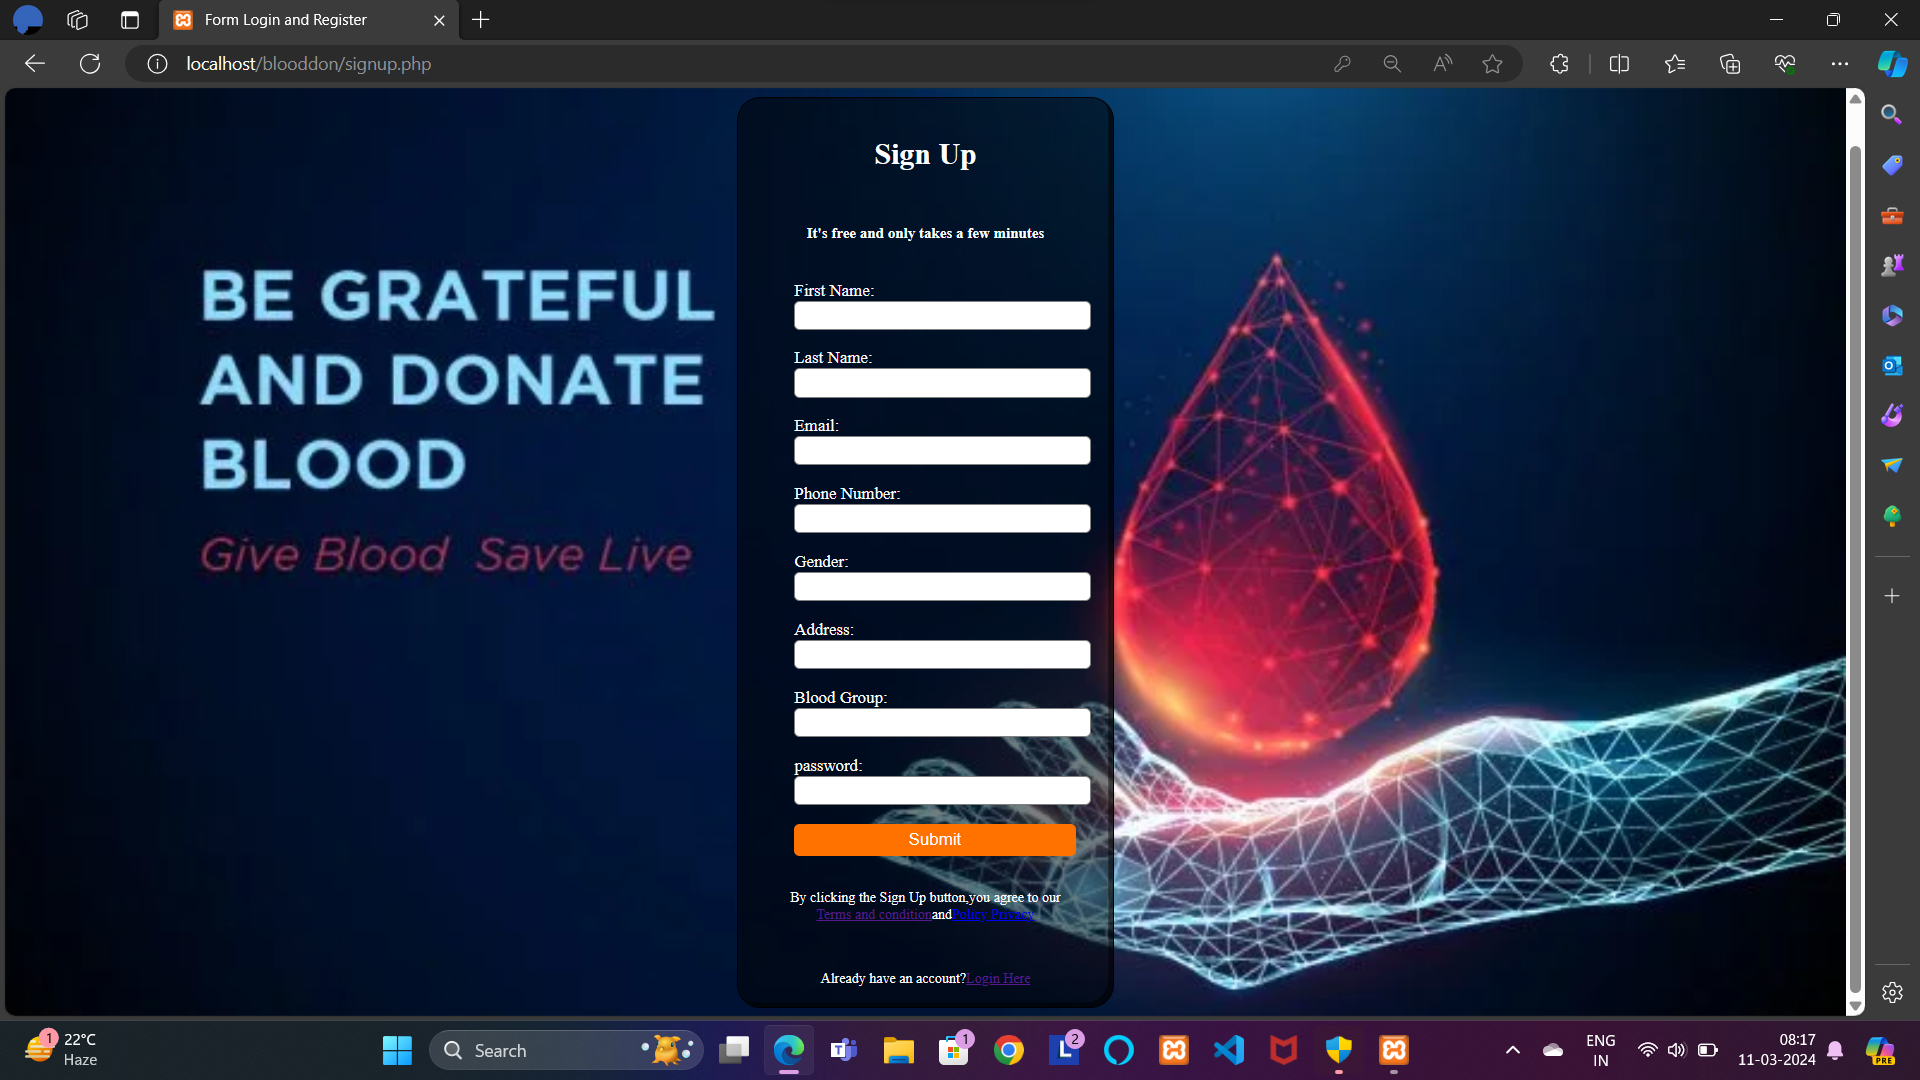 Form Login and Register
localhost/blooddon/signup.php
Sign Up
It's free and only takes a few minutes
BE GRATEFUL
AND DONATE
BLOOD
Give Blood Save Live
First Name:
Last Name:
Email:
Phone Number:
Gender:
Address:
Blood Group:
password:
Submit
By clicking the Sign Up button,you agree to our
Terms and conditionandPolicy Privacy
Already have an account?Login Here
1
22°C
Haze
Search
1
2
L
T
PRE
ENG
IN
08:17
11-03-2024